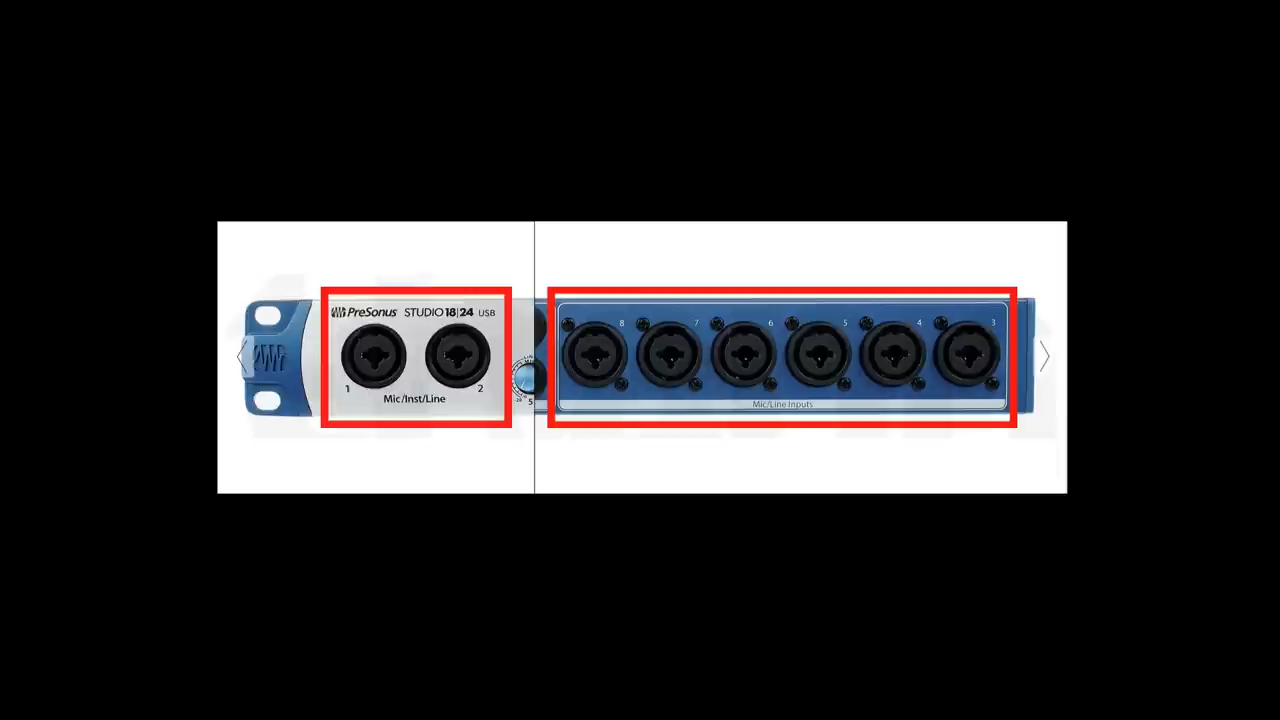 PreSonus STUDIO 18|24 USB
1 2
Mic/Inst/Line
5
8 7 6 5 4 3
Mic/Line Inputs